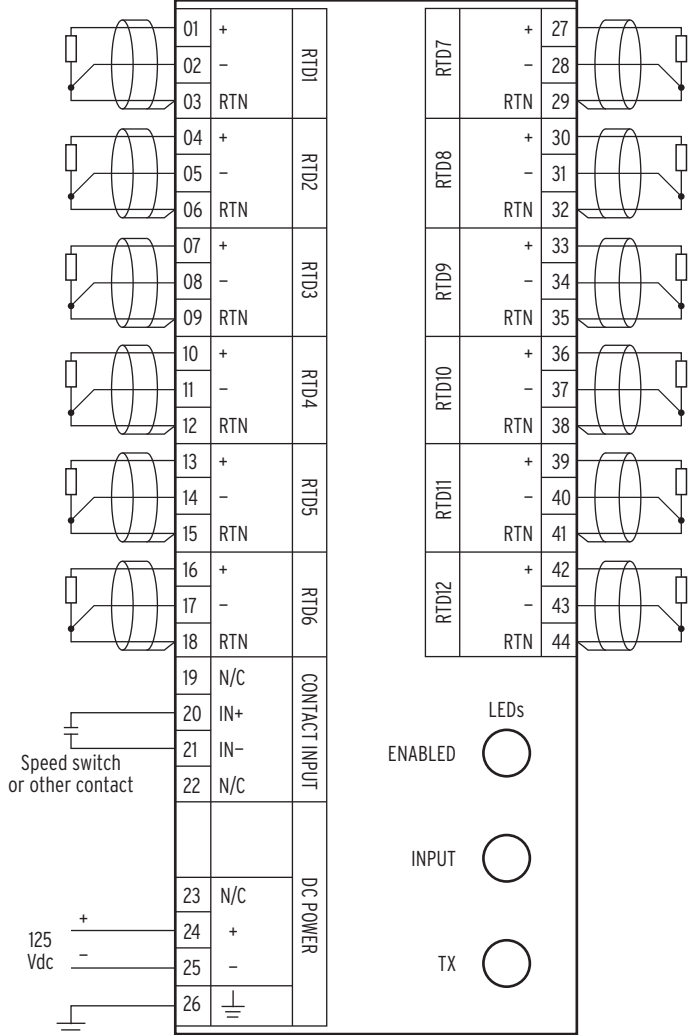 01 +
02 –
03 RTN
RTD1
04 +
05 –
06 RTN
RTD2
07 +
08 –
09 RTN
RTD3
10 +
11 –
12 RTN
RTD4
13 +
14 –
15 RTN
RTD5
16 +
17 –
18 RTN
RTD6
19 N/C
20 IN+
21 IN–
22 N/C
CONTACT INPUT
Speed switch
or other contact
23 N/C
24 +
25 –
26
DC POWER
+
125
Vdc
–
RTD7
+ 27
– 28
RTN 29
RTD8
+ 30
– 31
RTN 32
RTD9
+ 33
– 34
RTN 35
RTD10
+ 36
– 37
RTN 38
RTD11
+ 39
– 40
RTN 41
RTD12
+ 42
– 43
RTN 44
LEDs
ENABLED
INPUT
TX